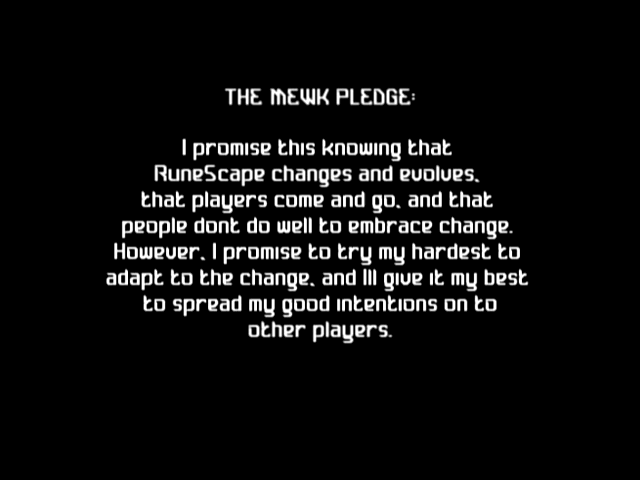 THE MEWK PLEDGE:
I promise this knowing that
RuneScape changes and evolves,
that players come and go, and that
people dont do well to embrace change.
However, I promise to try my hardest to
adapt to the change, and Ill give it my best
to spread my good intentions on to
other players.